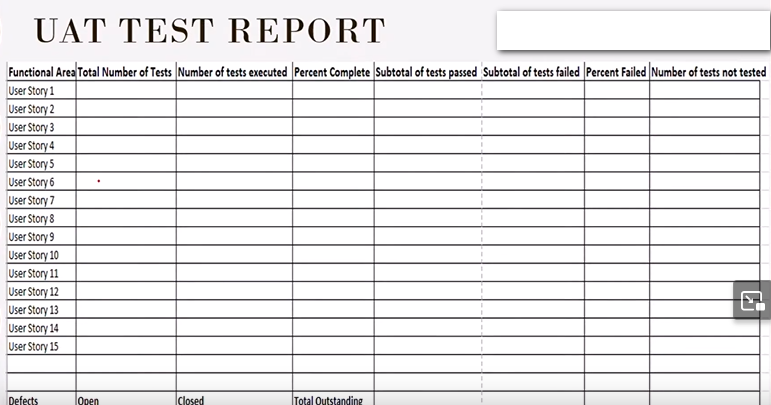 UAT TEST REPORT
Functional Area Total Number of Tests Number of tests executed Percent Complete Subtotal of tests passed Subtotal of tests failed Percent Failed Number of tests not tested
User Story 1
User Story 2
User Story 3
User Story 4
User Story 5
User Story 6
User Story 7
User Story 8
User Story 9
User Story 10
User Story 11
User Story 12
User Story 13
User Story 14
User Story 15
Defects Open Closed Total Outstanding